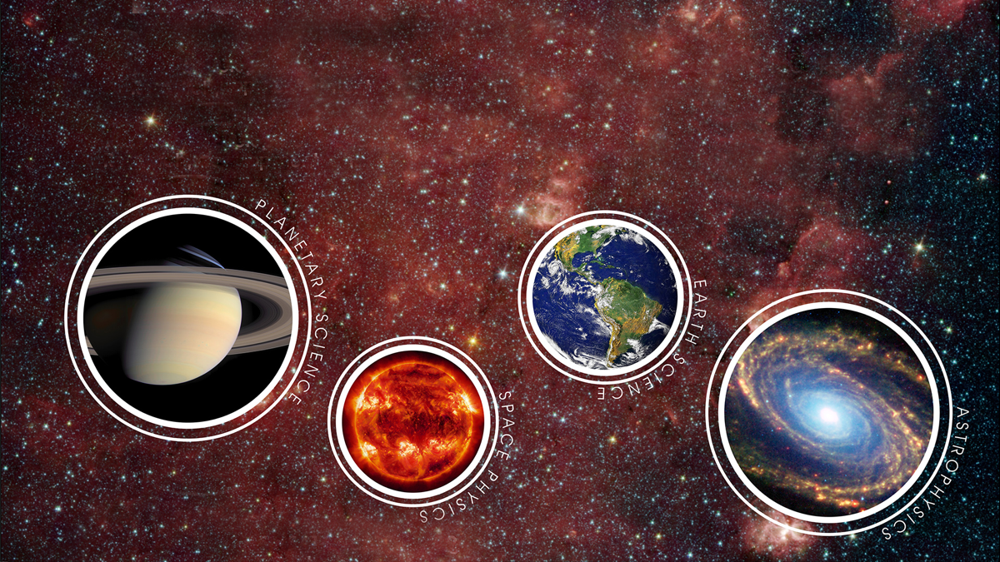 PLANETARY SCIENCE
SPACE PHYSICS
EARTH SCIENCE
ASTROPHYSICS